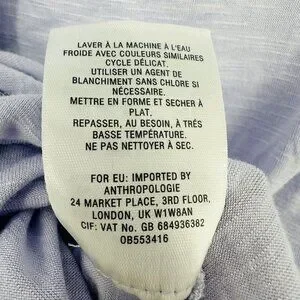 LAVER À LA MACHINE À L'EAU
FROIDE AVEC COULEURS SIMILAIRES
CYCLE DÉLICAT.
UTILISER UN AGENT DE
BLANCHIMENT SANS CHLORE SI
NÉCESSAIRE.
METTRE EN FORME ET SECHER À
PLAT.
REPASSER, AU BESOIN, À TRÉS
BASSE TEMPÉRATURE.
NE PAS NETTOYER À SEC.
FOR EU: IMPORTED BY
ANTHROPOLOGIE
24 MARKET PLACE, 3RD FLOOR,
LONDON, UK W1W8AN
CIF: VAT No. GB 684936382
OB553416